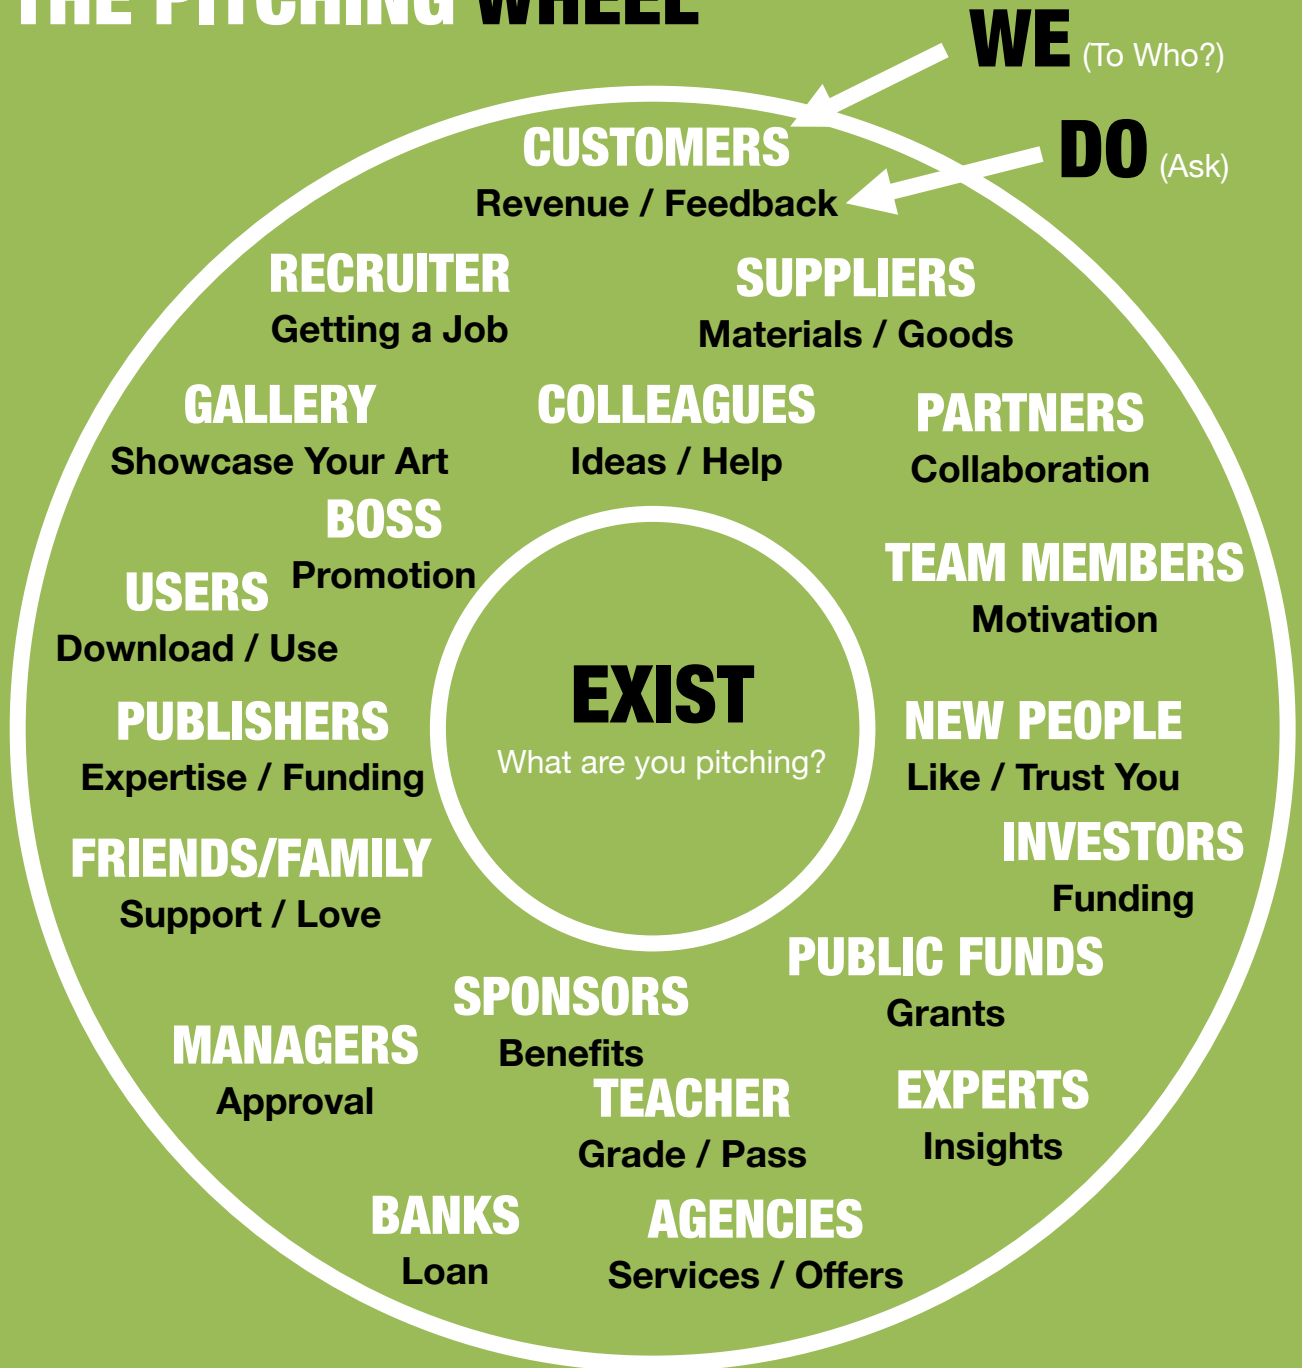 THE PITCHING WHEEL
WE (To Who?)
DO (Ask)
CUSTOMERS
Revenue / Feedback
RECRUITER
Getting a Job
SUPPLIERS
Materials / Goods
GALLERY
Showcase Your Art
COLLEAGUES
Ideas / Help
PARTNERS
Collaboration
BOSS
Promotion
USERS
Download / Use
TEAM MEMBERS
Motivation
EXIST
What are you pitching?
PUBLISHERS
Expertise / Funding
NEW PEOPLE
Like / Trust You
FRIENDS/FAMILY
Support / Love
INVESTORS
Funding
PUBLIC FUNDS
Grants
SPONSORS
Benefits
MANAGERS
Approval
TEACHER
Grade / Pass
EXPERTS
Insights
BANKS
Loan
AGENCIES
Services / Offers